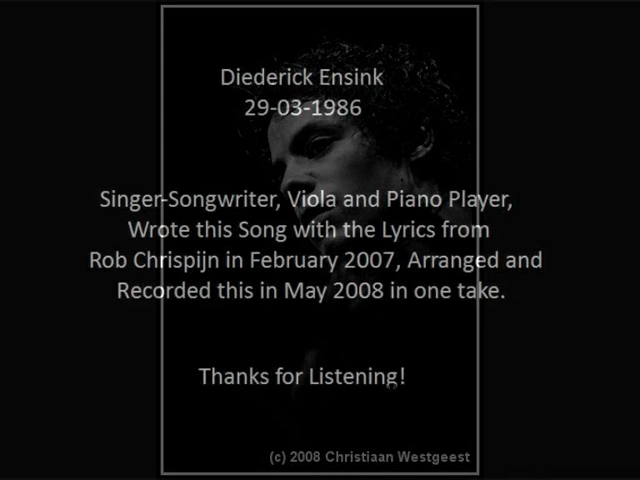 Diederick Ensink
29-03-1986
Singer-Songwriter, Viola and Piano Player,
Wrote this Song with the Lyrics from
Rob Chrispijn in February 2007, Arranged and
Recorded this in May 2008 in one take.
Thanks for Listening!
(c) 2008 Christiaan Westgeest